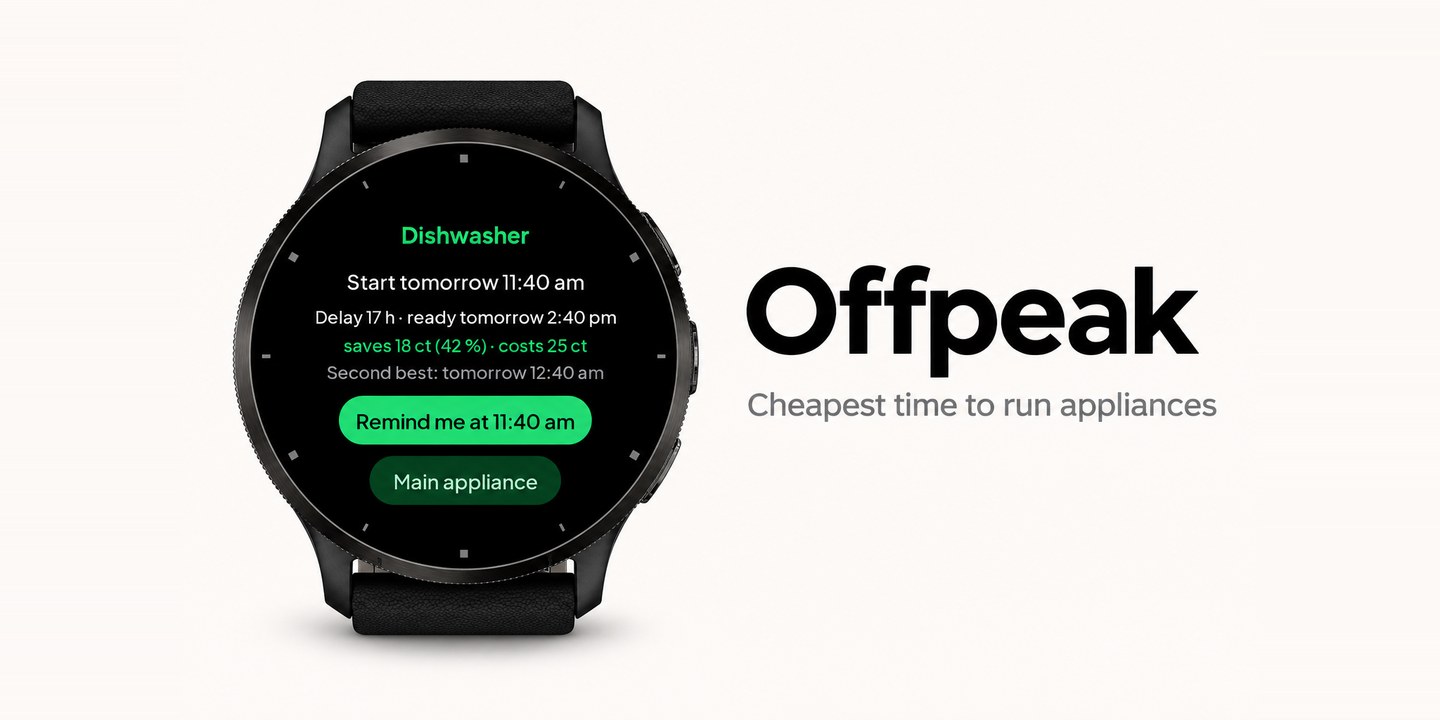 Dishwasher
Start tomorrow 11:40 am
Delay 17 h · ready tomorrow 2:40 pm
saves 18 ct (42 %) · costs 25 ct
Second best: tomorrow 12:40 am
Remind me at 11:40 am
Main appliance
Offpeak
Cheapest time to run appliances